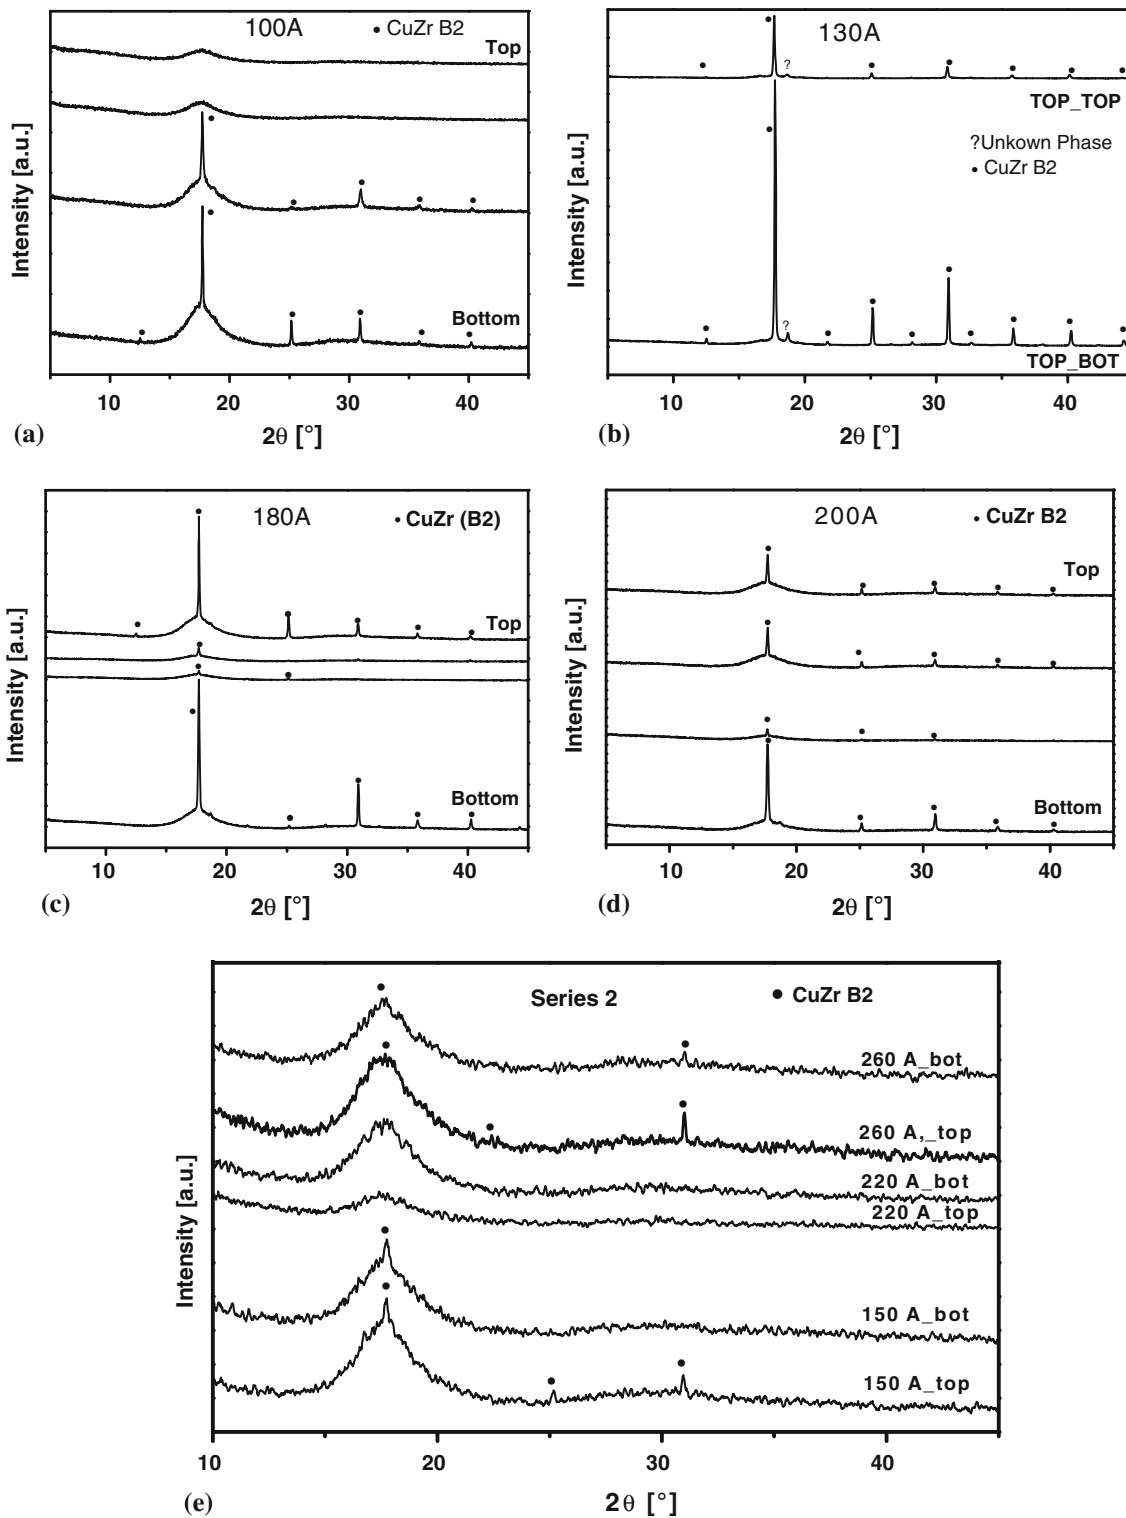 100A
• CuZr B2
Top
Bottom
Intensity [a.u.]
10 20 30 40
2θ [°]
(a)
130A
?
TOP_TOP
?Unkown Phase
• CuZr B2
?
TOP_BOT
Intensity [a.u.]
10 20 30 40
2θ [°]
(b)
180A
• CuZr (B2)
Top
Bottom
Intensity [a.u.]
10 20 30 40
2θ [°]
(c)
200A
• CuZr B2
Top
Bottom
Intensity [a.u.]
10 20 30 40
2θ [°]
(d)
Series 2
• CuZr B2
260 A_bot
260 A,_top
220 A_bot
220 A_top
150 A_bot
150 A_top
Intensity [a.u.]
10 20 30 40
2θ [°]
(e)